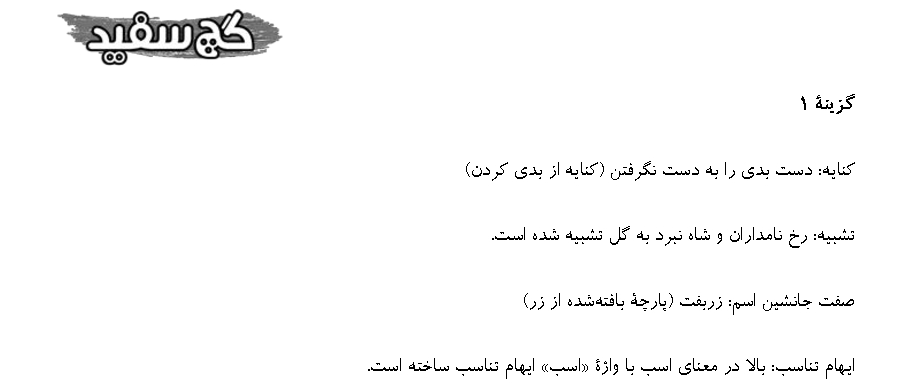 گچ سفید
گزینهٔ ۱
کنایه: دست بدی را به دست نگرفتن (کنایه از بدی کردن)
تشبیه: رخ نامداران و شاه نبرد به گل تشبیه شده است.
صفت جانشین اسم: زربفت (پارچهٔ بافته‌شده از زر)
ایهام تناسب: بالا در معنای اسب با واژهٔ «اسب» ایهام تناسب ساخته است.